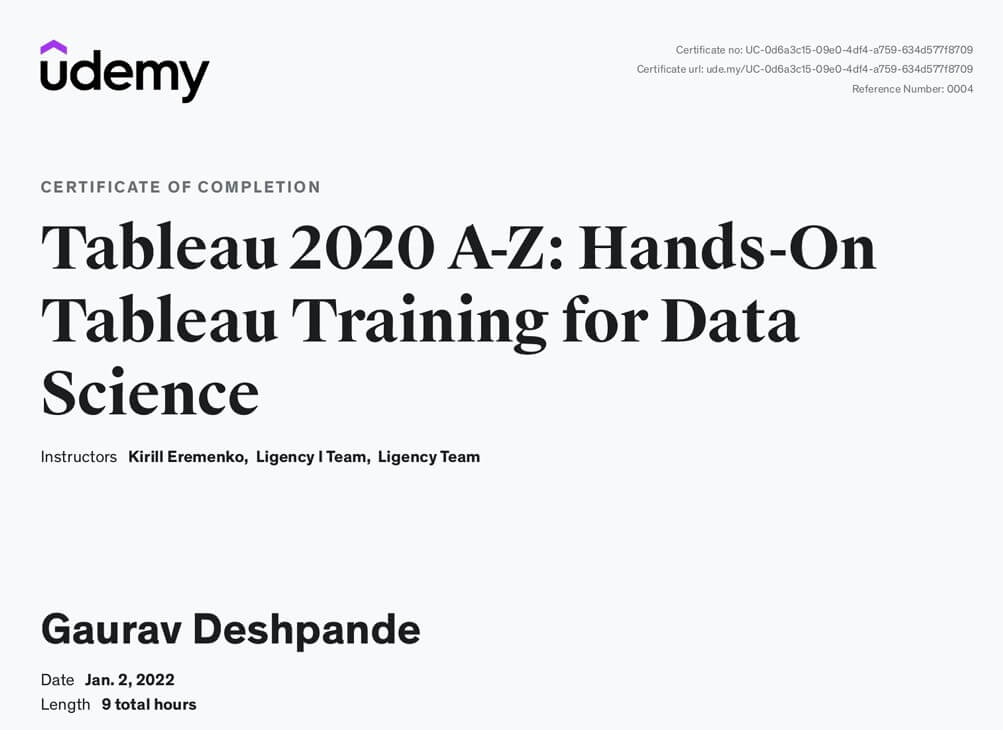 udemy
Certificate no: UC-0d6a3c15-09e0-4df4-a759-634d577f8709
Certificate url: ude.my/UC-0d6a3c15-09e0-4df4-a759-634d577f8709
Reference Number: 0004
CERTIFICATE OF COMPLETION
Tableau 2020 A-Z: Hands-On
Tableau Training for Data
Science
Instructors Kirill Eremenko, Ligency I Team, Ligency Team
Gaurav Deshpande
Date Jan. 2, 2022
Length 9 total hours